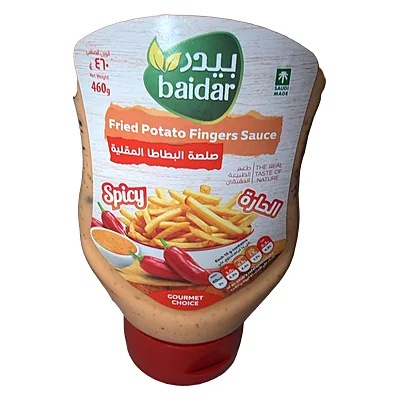 الوزن الصافي
٤٦٠ غ
Net Weight
460g
بيدر
baidar
SAUDI
MADE
Fried Potato Fingers Sauce
صلصة البطاطا المقلية
طعم
الطبيعة
الحقيقي
THE REAL
TASTE OF
NATURE
Spicy
الحارة
GOURMET
CHOICE